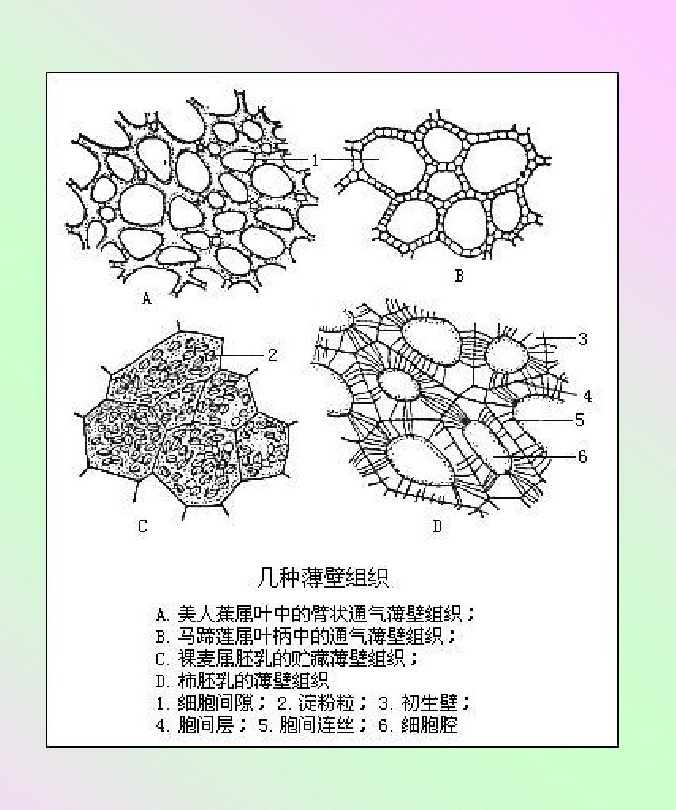 1
A
B
2
C
3
4
5
6
D
几种薄壁组织
A. 美人蕉属叶中的臂状通气薄壁组织；
B. 马蹄莲属叶柄中的通气薄壁组织；
C. 裸麦属胚乳的贮藏薄壁组织；
D. 柿胚乳的薄壁组织
1. 细胞间隙；2. 淀粉粒；3. 初生壁；
4. 胞间层；5. 胞间连丝；6. 细胞腔